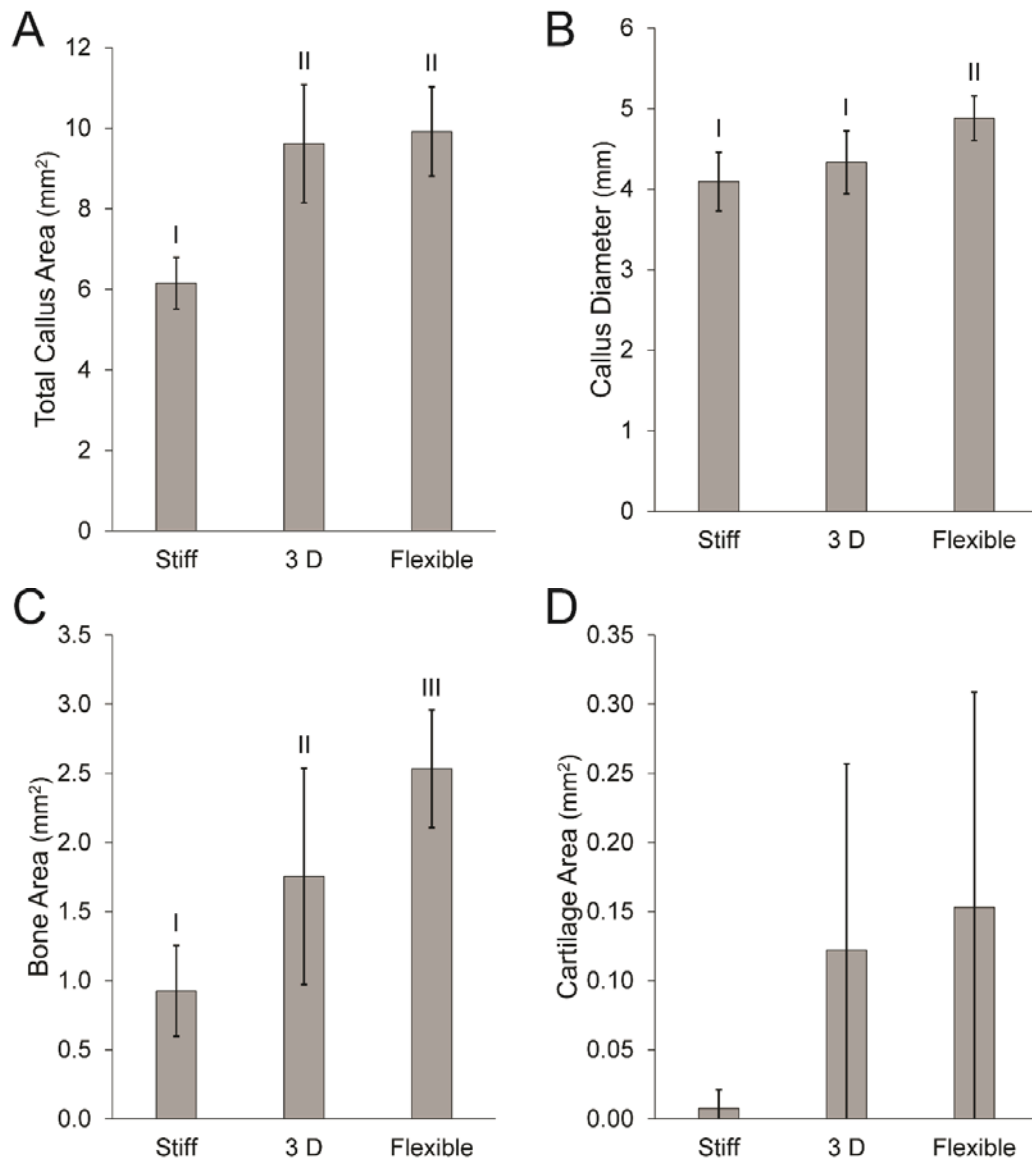 A
Total Callus Area (mm²)
12
10
8
6
4
2
0
I
II
II
Stiff
3 D
Flexible
B
Callus Diameter (mm)
6
5
4
3
2
1
0
I
I
II
Stiff
3 D
Flexible
C
Bone Area (mm²)
3.5
3.0
2.5
2.0
1.5
1.0
0.5
0.0
I
II
III
Stiff
3 D
Flexible
D
Cartilage Area (mm²)
0.35
0.30
0.25
0.20
0.15
0.10
0.05
0.00
Stiff
3 D
Flexible